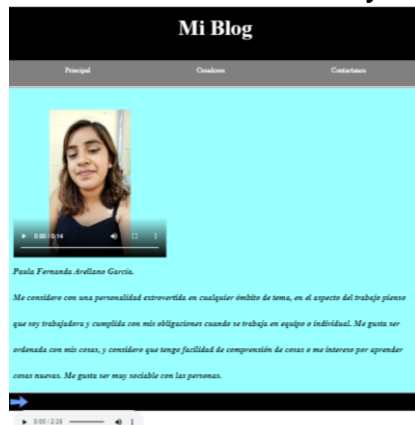 Mi Blog
Principal Creadores Contactanos
0:00 / 0:14
Paula Fernanda Arellano García.
Me considero con una personalidad extrovertida en cualquier ámbito de tema, en el aspecto del trabajo pienso
que soy trabajadora y cumplida con mis obligaciones cuando se trabaja en equipo o individual. Me gusta ser
ordenada con mis cosas, y considero que tengo facilidad de comprensión de cosas o me intereso por aprender
cosas nuevas. Me gusta ser muy sociable con las personas.
0:00 / 2:28